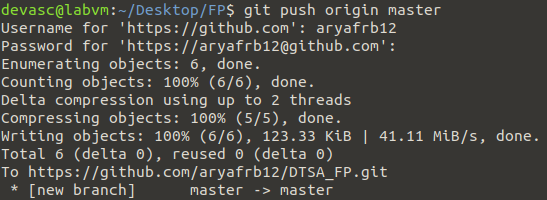 devasc@labvm:~/Desktop/FP$ git push origin master
Username for 'https://github.com': aryafrb12
Password for 'https://aryafrb12@github.com':
Enumerating objects: 6, done.
Counting objects: 100% (6/6), done.
Delta compression using up to 2 threads
Compressing objects: 100% (5/5), done.
Writing objects: 100% (6/6), 123.33 KiB | 41.11 MiB/s, done.
Total 6 (delta 0), reused 0 (delta 0)
To https://github.com/aryafrb12/DTSA_FP.git
 * [new branch]      master -> master